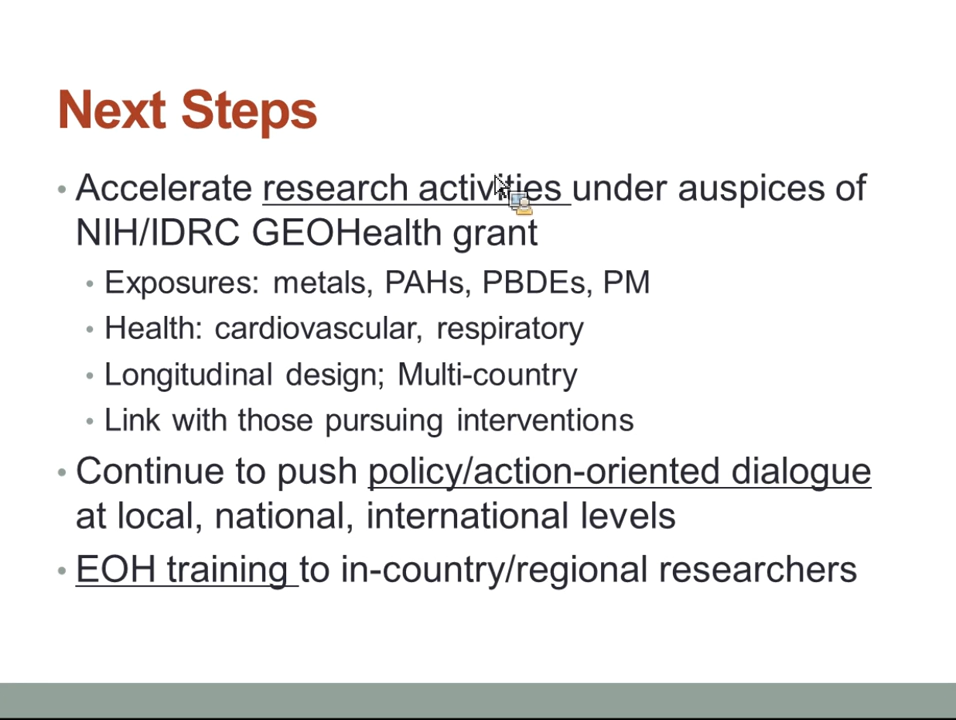 Next Steps
• Accelerate research activities under auspices of
NIH/IDRC GEOHealth grant
• Exposures: metals, PAHs, PBDEs, PM
• Health: cardiovascular, respiratory
• Longitudinal design; Multi-country
• Link with those pursuing interventions
• Continue to push policy/action-oriented dialogue
at local, national, international levels
• EOH training to in-country/regional researchers